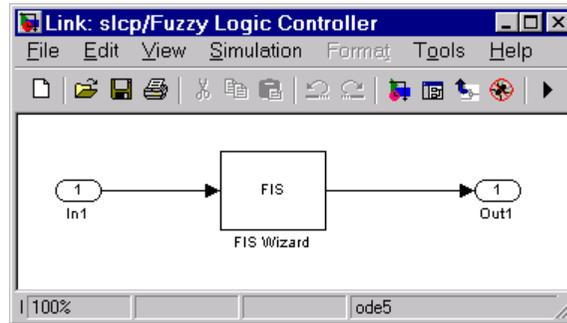 Link: slcp/Fuzzy Logic Controller
File Edit View Simulation Format Tools Help
1 FIS 1
In1 Out1
FIS Wizard
100% ode5